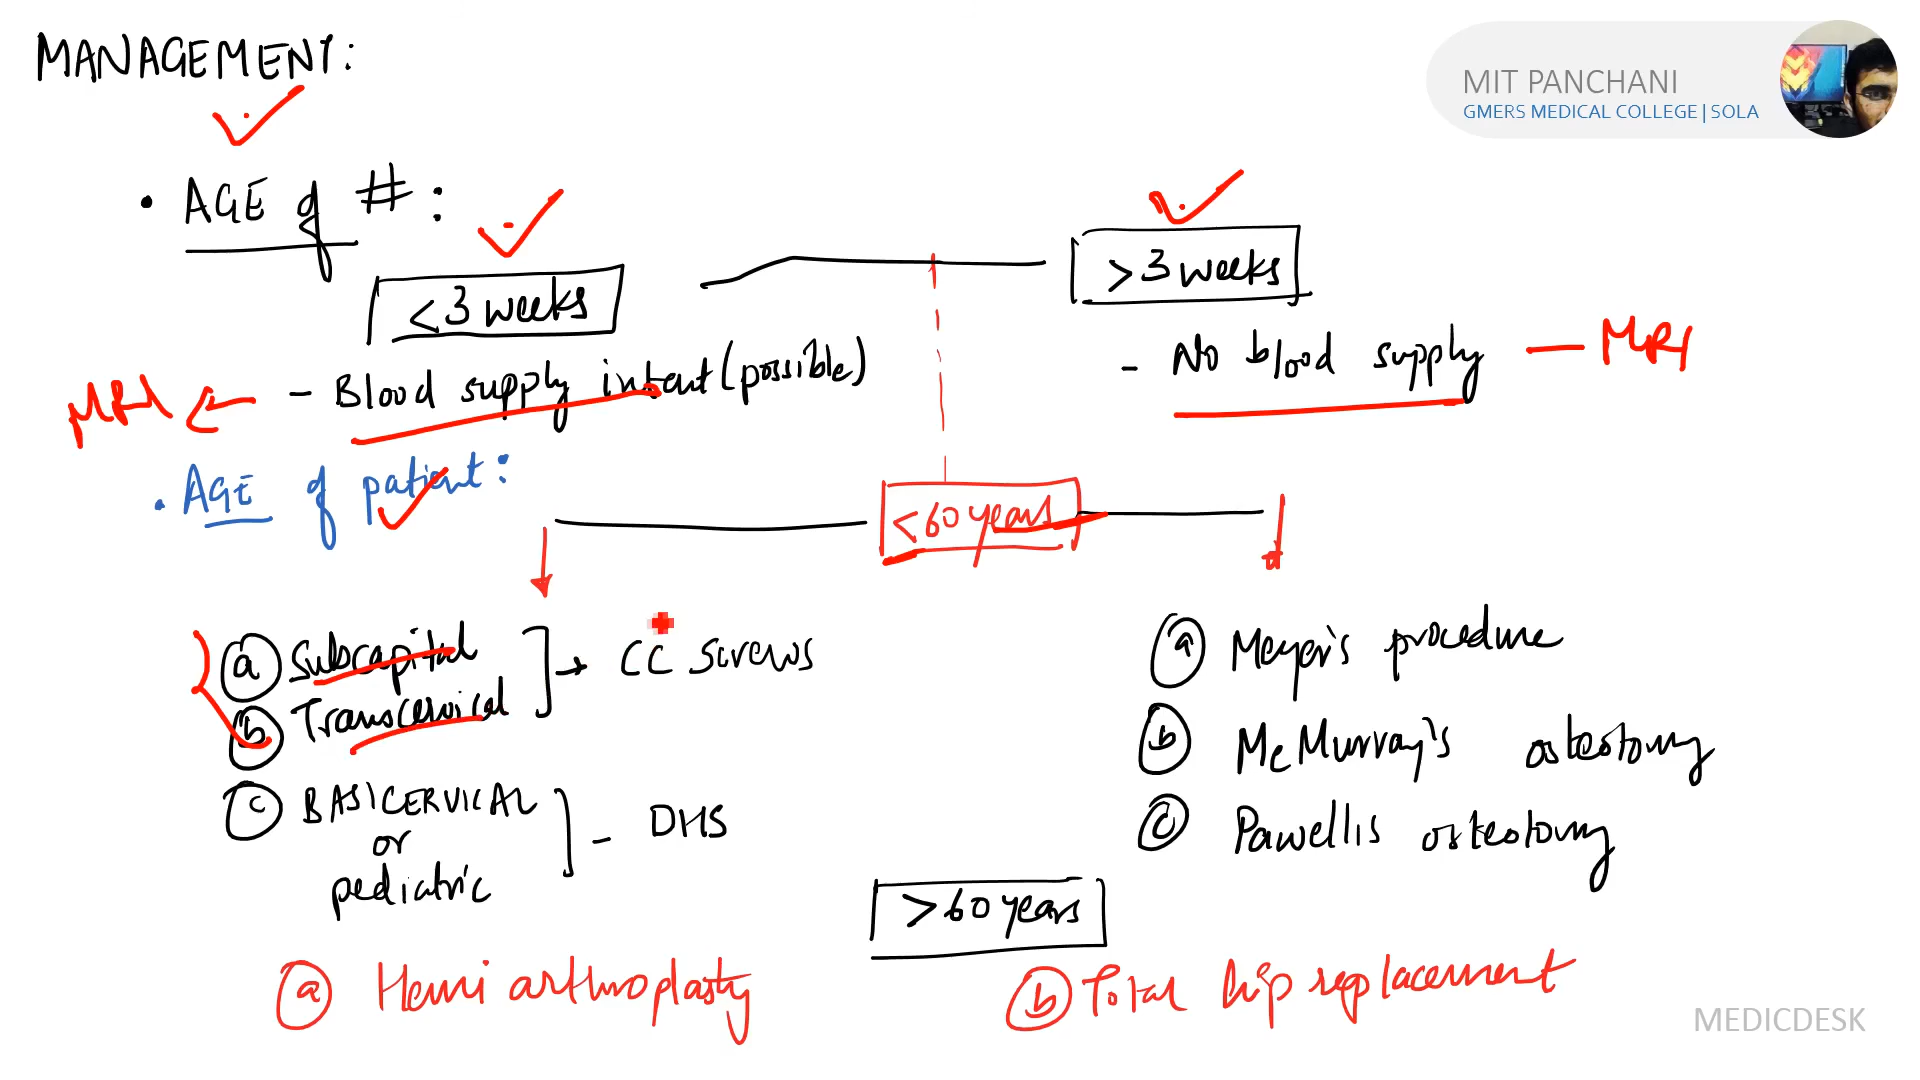 MANAGEMENT:
MIT PANCHANI
GMERS MEDICAL COLLEGE | SOLA
• AGE of #:
< 3 weeks
> 3 weeks
MRI ← - Blood supply intact (possible)
- No blood supply — MRI
• AGE of patient:
< 60 years
(a) Subcapital
(b) Transcervical
→ CC screws
(c) BASICERVICAL
or
pediatric
- DHS
(a) Meyer's procedure
(b) McMurray's osteotomy
(c) Pawellis osteotomy
> 60 years
(a) Hemi arthroplasty
(b) Total hip replacement
MEDICDESK